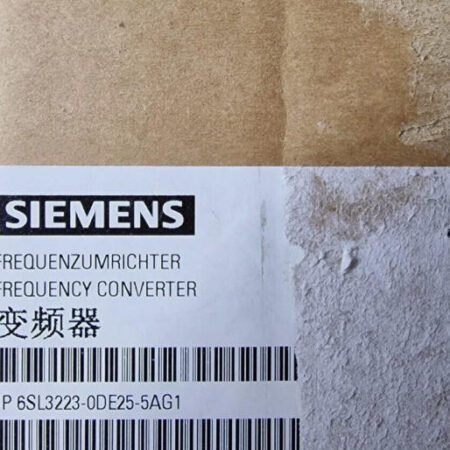 SIEMENS
FREQUENZUMRICHTER
FREQUENCY CONVERTER
变频器
P 6SL3223-0DE25-5AG1